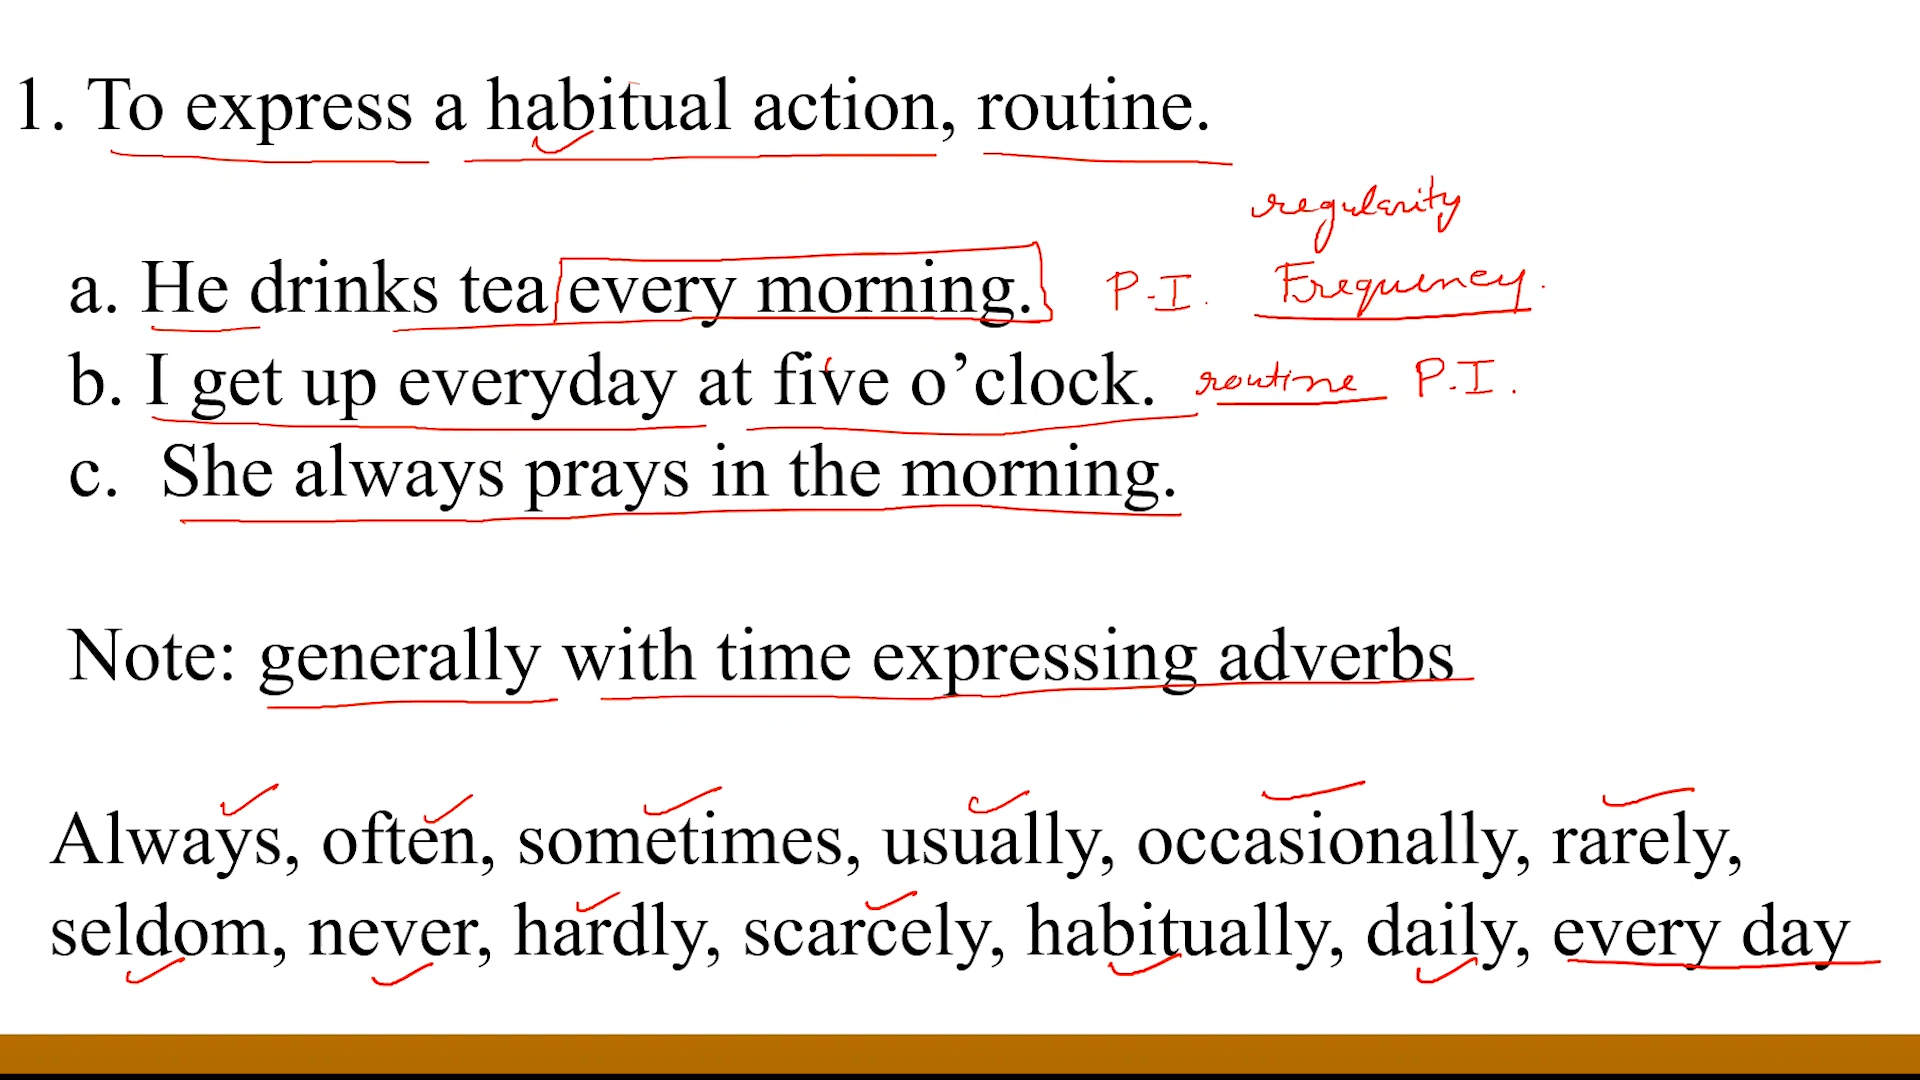 1. To express a habitual action, routine.
regularity
a. He drinks tea every morning. P.I. Frequency.
b. I get up everyday at five o’clock. routine P.I.
c. She always prays in the morning.
Note: generally with time expressing adverbs
Always, often, sometimes, usually, occasionally, rarely,
seldom, never, hardly, scarcely, habitually, daily, every day